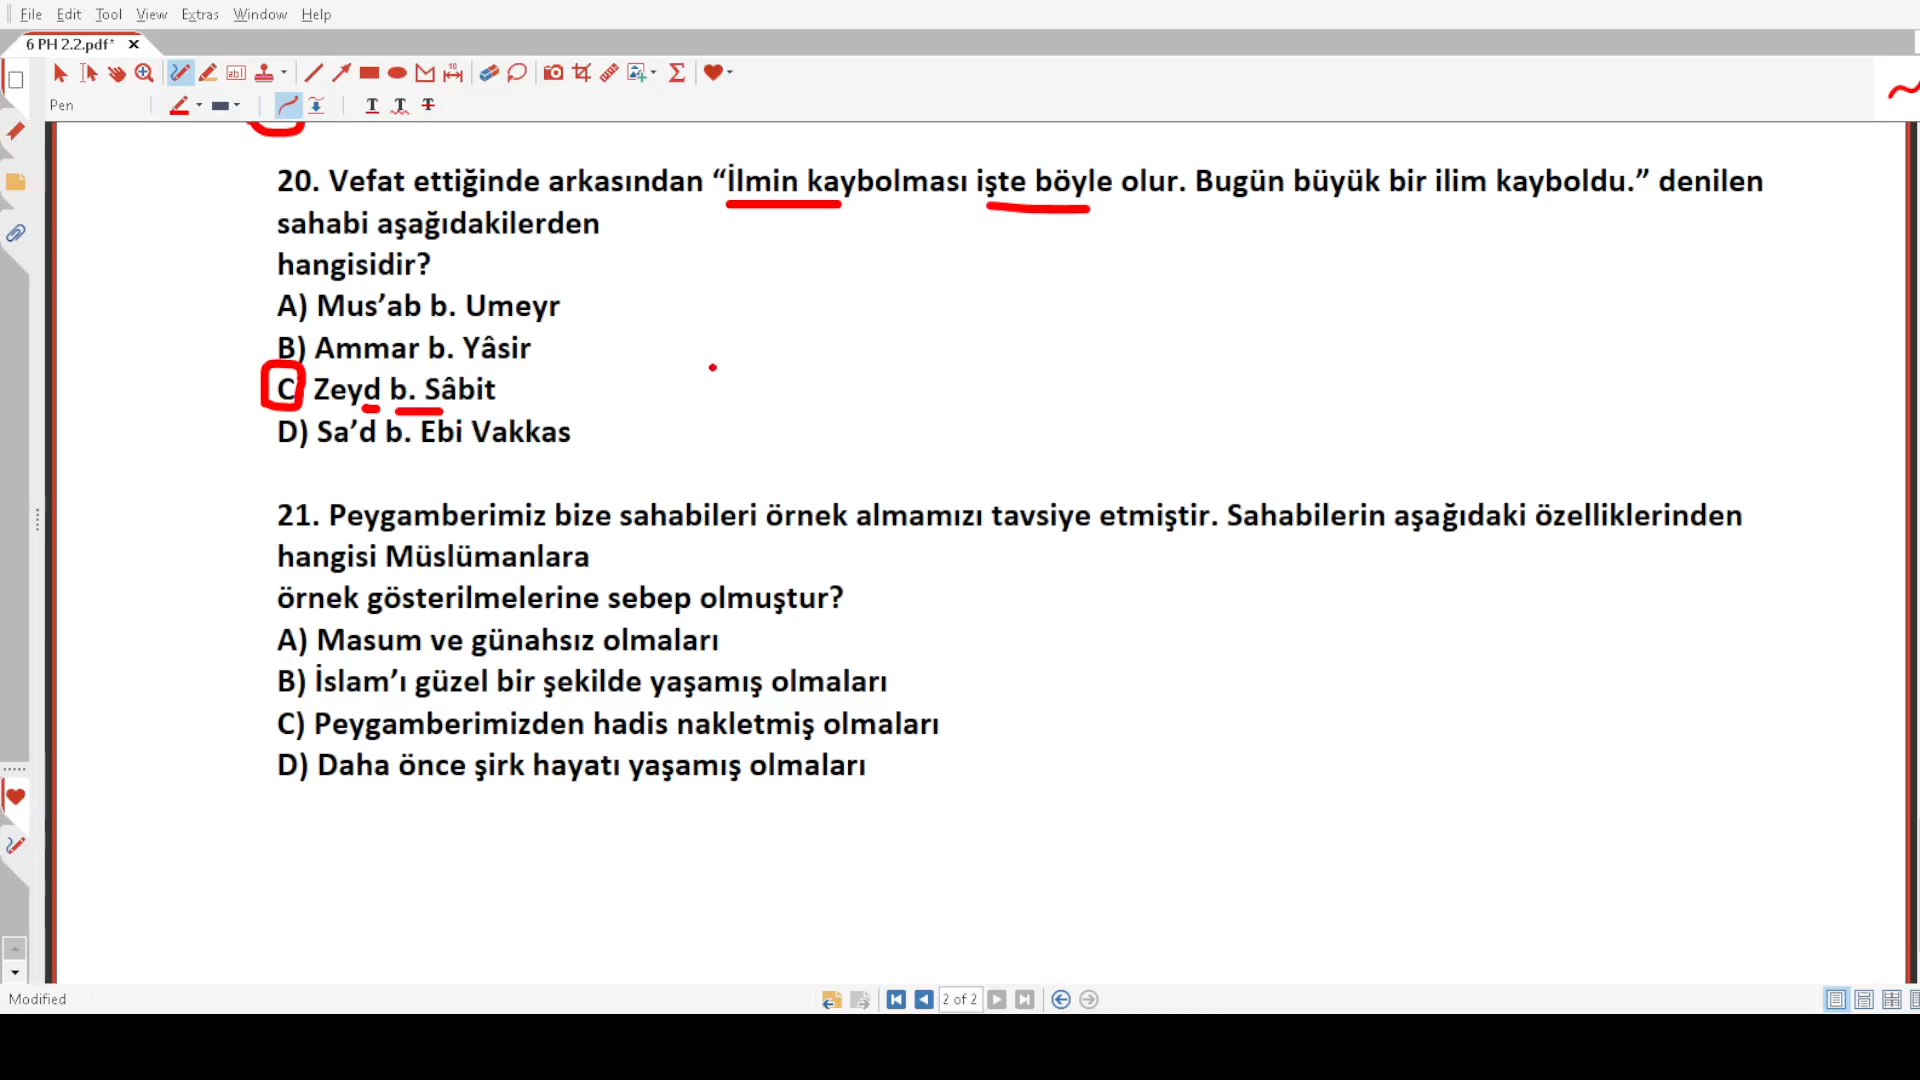 File Edit Tool View Extras Window Help
6 PH 2.2.pdf*
Pen
20. Vefat ettiğinde arkasından “İlmin kaybolması işte böyle olur. Bugün büyük bir ilim kayboldu.” denilen
sahabi aşağıdakilerden
hangisidir?
A) Mus’ab b. Umeyr
B) Ammar b. Yâsir
C) Zeyd b. Sâbit
D) Sa’d b. Ebi Vakkas
21. Peygamberimiz bize sahabileri örnek almamızı tavsiye etmiştir. Sahabilerin aşağıdaki özelliklerinden
hangisi Müslümanlara
örnek gösterilmelerine sebep olmuştur?
A) Masum ve günahsız olmaları
B) İslam’ı güzel bir şekilde yaşamış olmaları
C) Peygamberimizden hadis nakletmiş olmaları
D) Daha önce şirk hayatı yaşamış olmaları
Modified 2 of 2